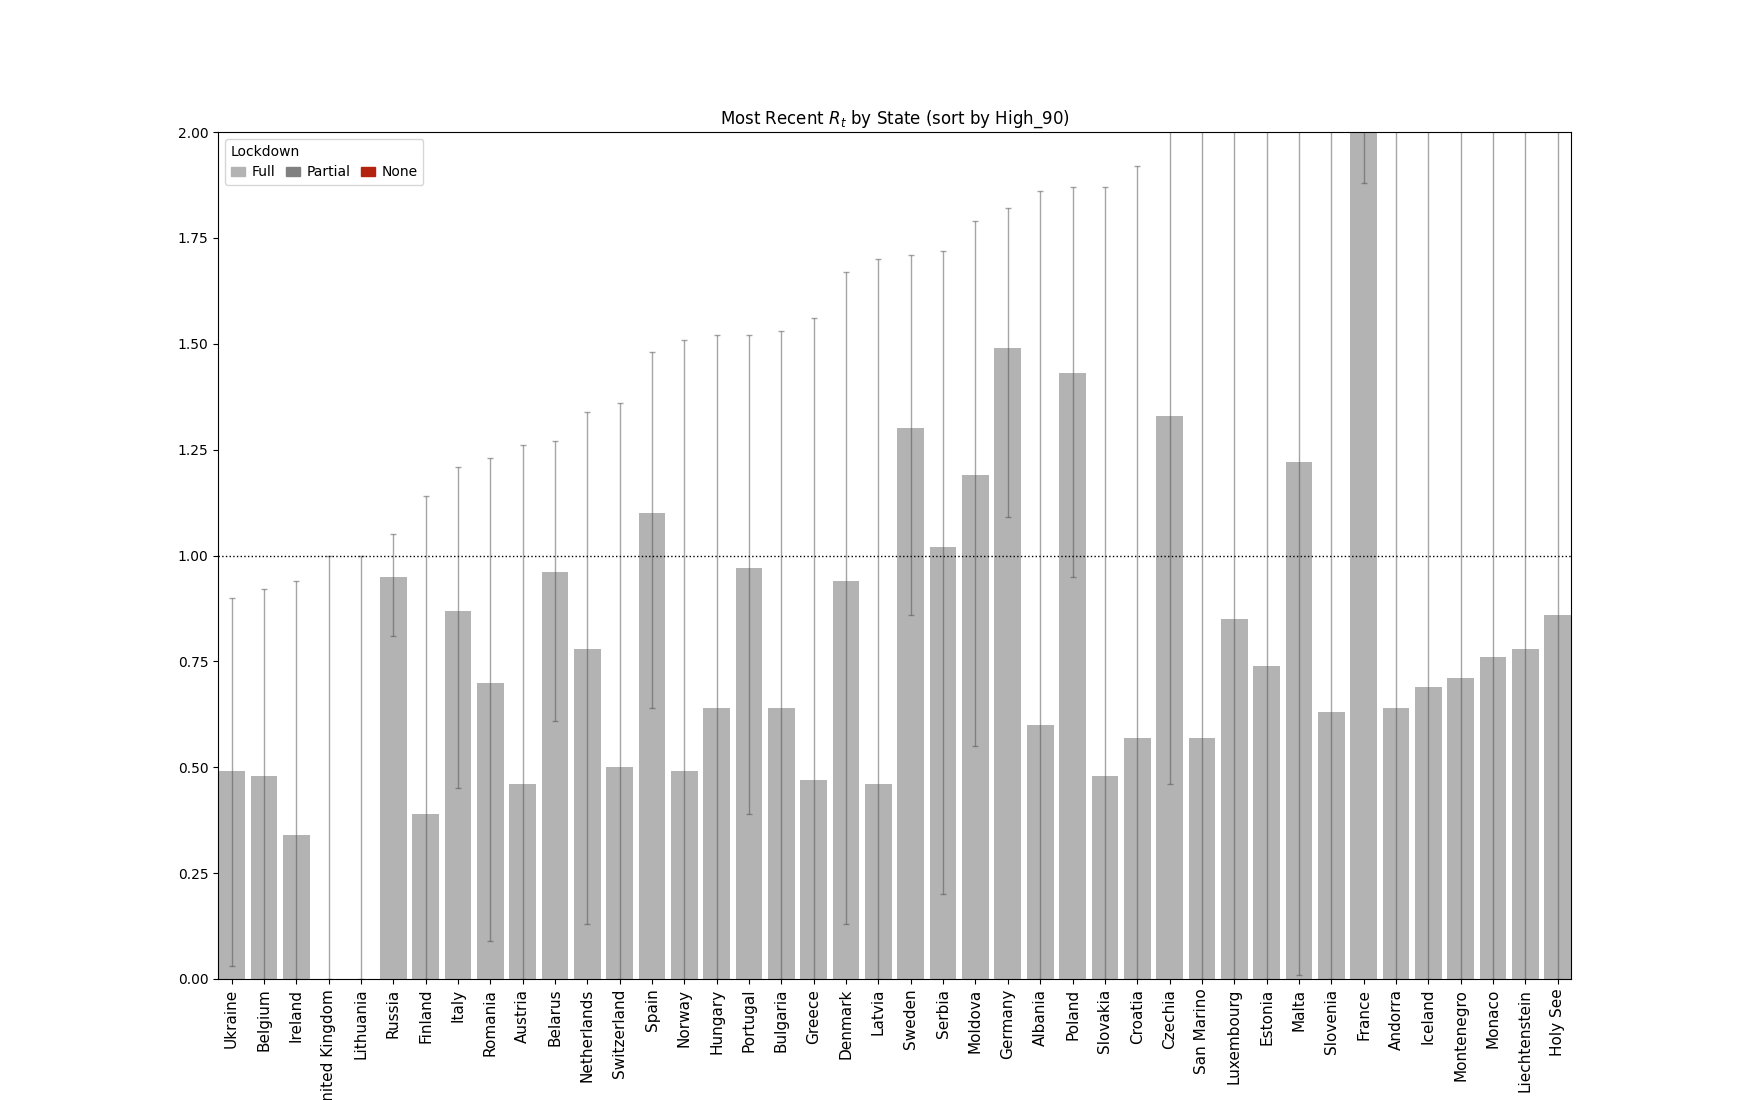 Most Recent R_t by State (sort by High_90)
2.00
Lockdown
Full Partial None
1.75
1.50
1.25
1.00
0.75
0.50
0.25
0.00
Ukraine
Belgium
Ireland
nited Kingdom
Lithuania
Russia
Finland
Italy
Romania
Austria
Belarus
Netherlands
Switzerland
Spain
Norway
Hungary
Portugal
Bulgaria
Greece
Denmark
Latvia
Sweden
Serbia
Moldova
Germany
Albania
Poland
Slovakia
Croatia
Czechia
San Marino
Luxembourg
Estonia
Malta
Slovenia
France
Andorra
Iceland
Montenegro
Monaco
Liechtenstein
Holy See